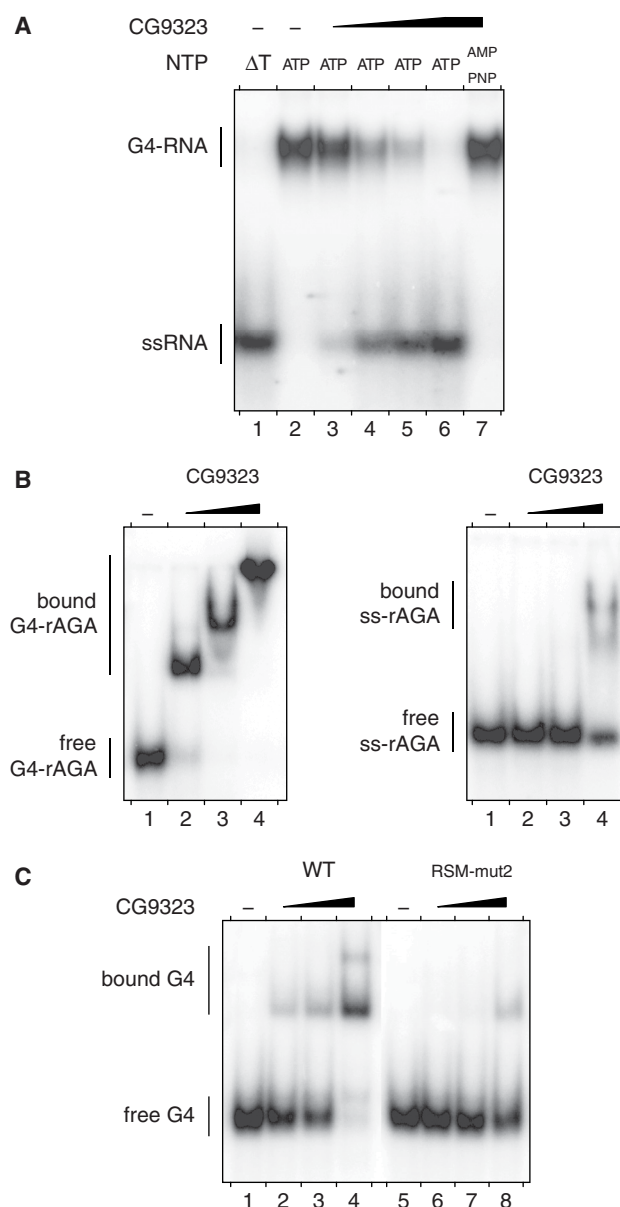 A
CG9323 – –
NTP ΔT ATP ATP ATP ATP ATP AMP PNP
G4-RNA
ssRNA
1 2 3 4 5 6 7
B
CG9323 CG9323
– –
bound G4-rAGA
bound ss-rAGA
free G4-rAGA
free ss-rAGA
1 2 3 4 1 2 3 4
C
WT RSM-mut2
CG9323 – –
bound G4
free G4
1 2 3 4 5 6 7 8